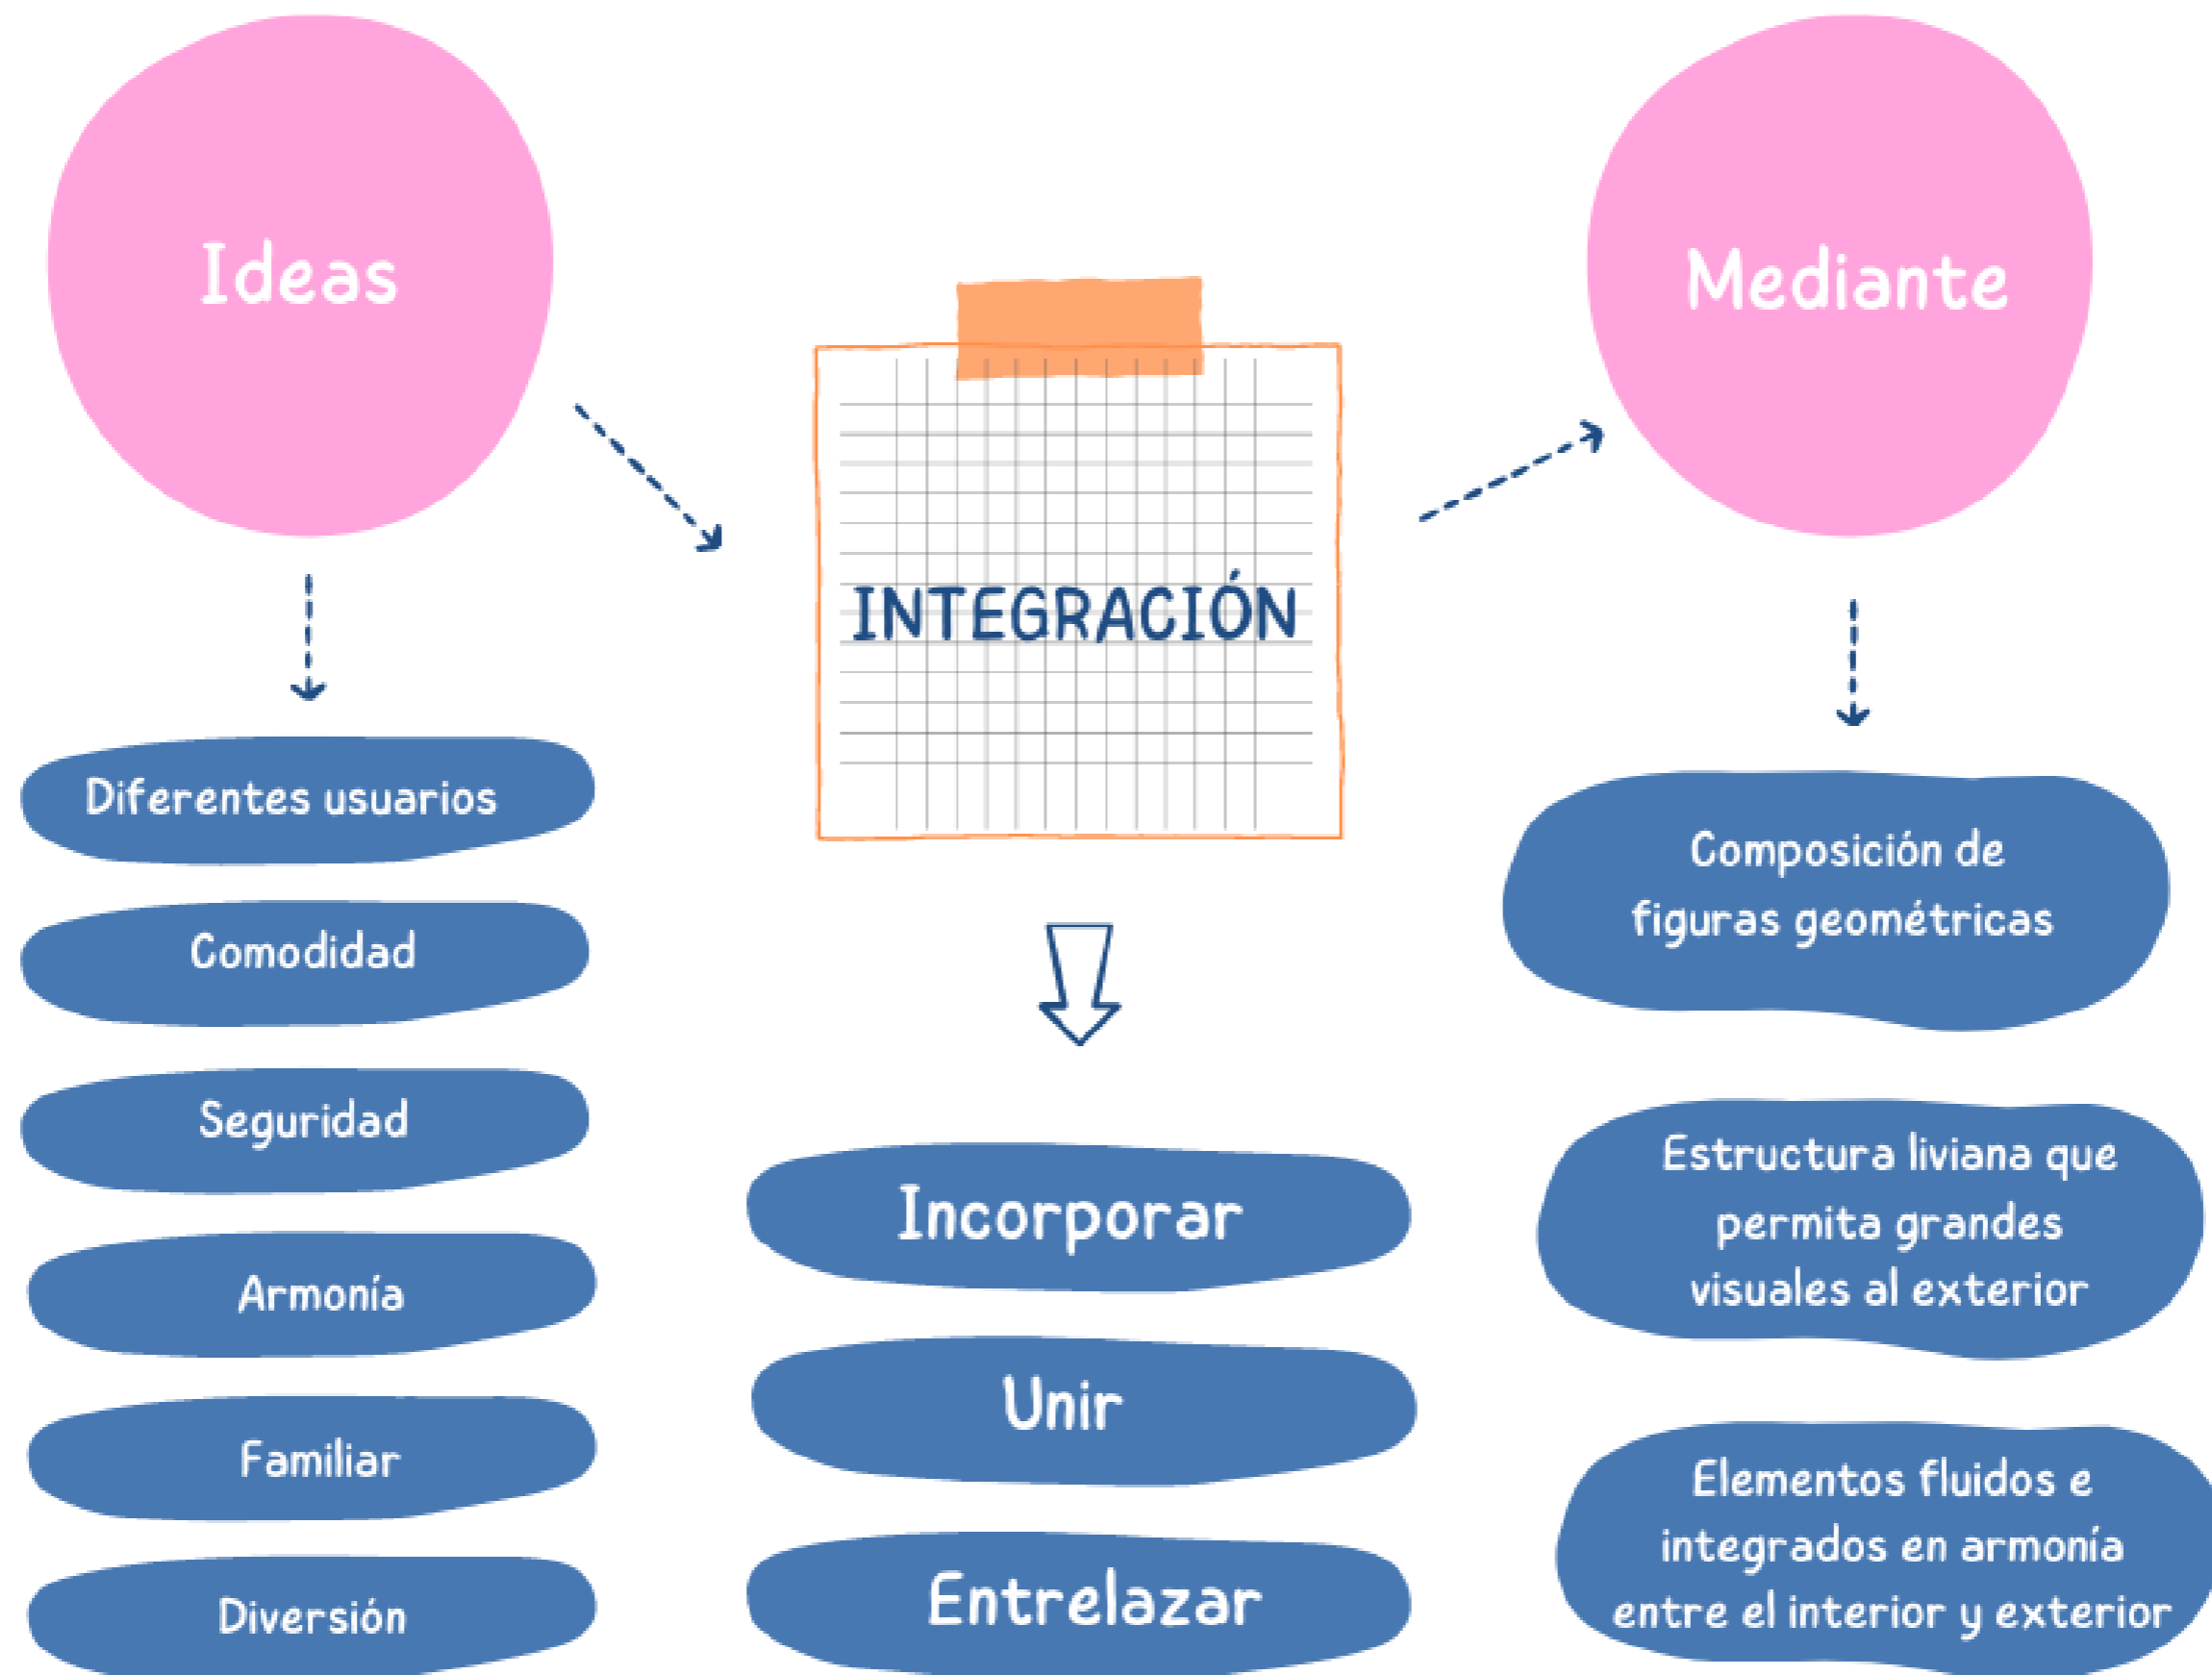 Ideas
Diferentes usuarios
Comodidad
Seguridad
Armonía
Familiar
Diversión
INTEGRACIÓN
Incorporar
Unir
Entrelazar
Mediante
Composición de
figuras geométricas
Estructura liviana que
permita grandes
visuales al exterior
Elementos fluidos e
integrados en armonía
entre el interior y exterior